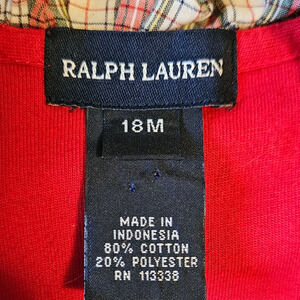 RALPH LAUREN
18M
MADE IN
INDONESIA
80% COTTON
20% POLYESTER
RN 113338